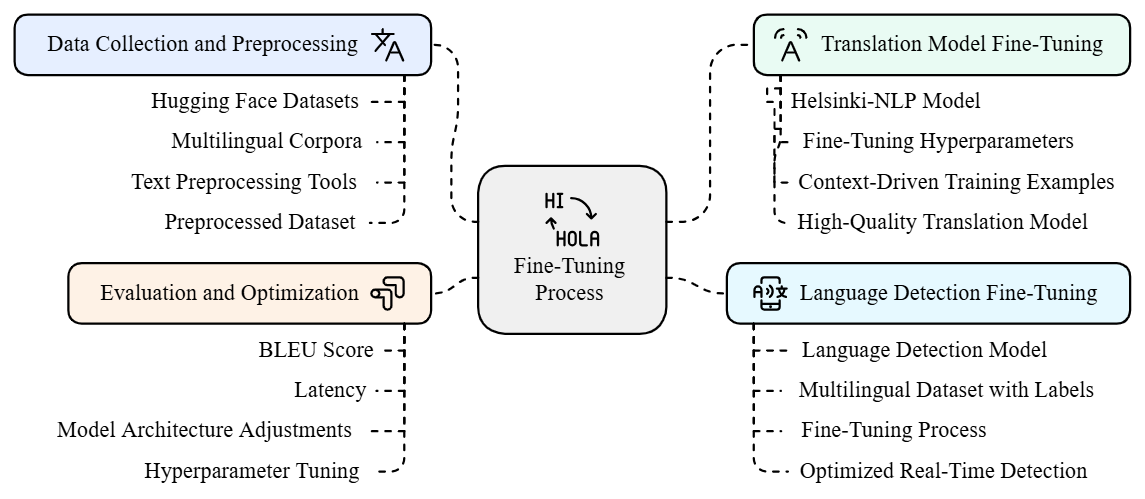 Data Collection and Preprocessing
Hugging Face Datasets
Multilingual Corpora
Text Preprocessing Tools
Preprocessed Dataset
Evaluation and Optimization
BLEU Score
Latency
Model Architecture Adjustments
Hyperparameter Tuning
HI
HOLA
Fine-Tuning
Process
Translation Model Fine-Tuning
Helsinki-NLP Model
Fine-Tuning Hyperparameters
Context-Driven Training Examples
High-Quality Translation Model
Language Detection Fine-Tuning
Language Detection Model
Multilingual Dataset with Labels
Fine-Tuning Process
Optimized Real-Time Detection